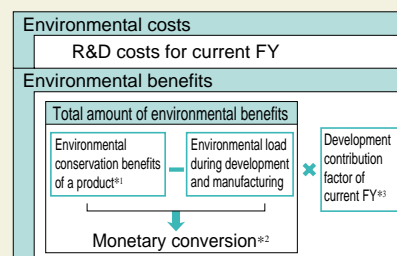 Environmental costs
R&D costs for current FY
Environmental benefits
Total amount of environmental benefits
Environmental
conservation benefits
of a product*1
−
Environmental load
during development
and manufacturing
×
Development
contribution
factor of
current FY*3
Monetary conversion*2